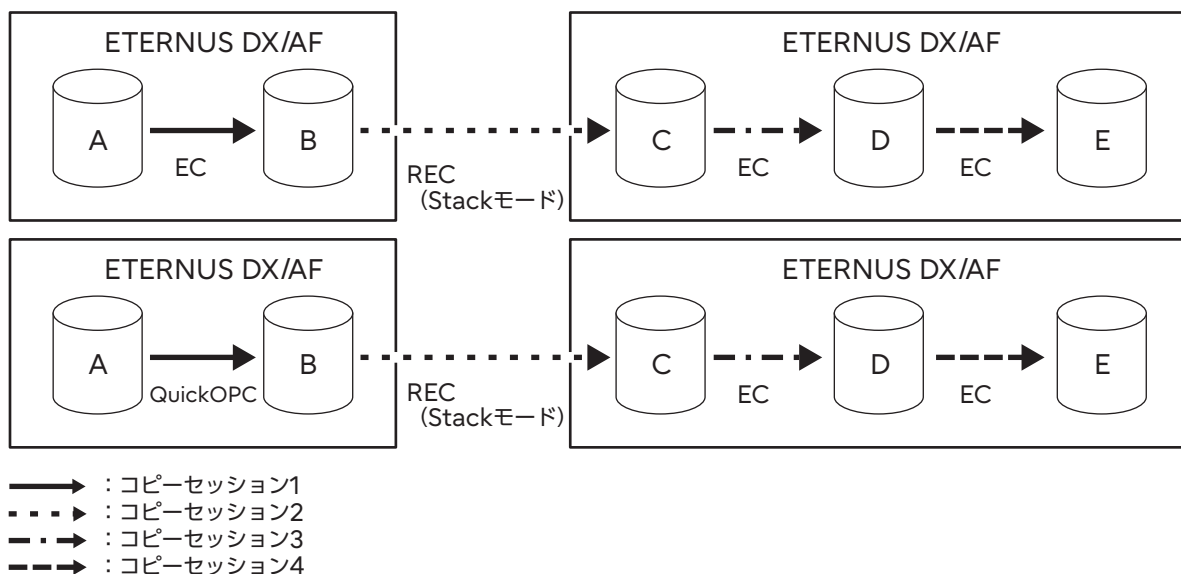 ETERNUS DX/AF
ETERNUS DX/AF
A
B
C
D
E
EC
REC
(Stackモード)
EC
EC
ETERNUS DX/AF
ETERNUS DX/AF
A
B
C
D
E
QuickOPC
REC
(Stackモード)
EC
EC
:コピーセッション1
:コピーセッション2
:コピーセッション3
:コピーセッション4